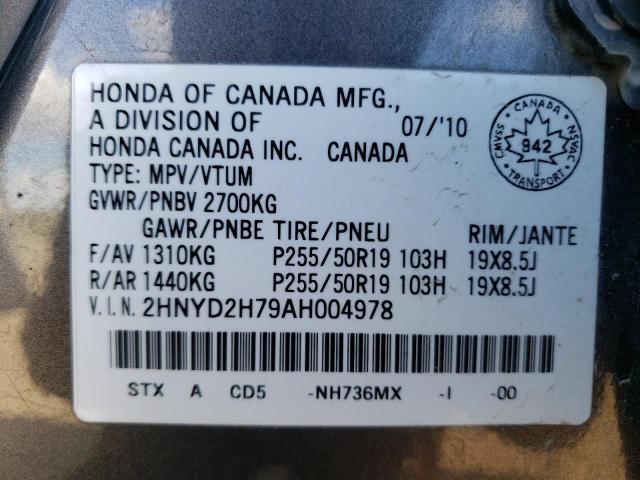 HONDA OF CANADA MFG.,
A DIVISION OF 07/'10
HONDA CANADA INC. CANADA
TYPE: MPV/VTUM
GVWR/PNBV 2700KG
GAWR/PNBE TIRE/PNEU RIM/JANTE
F/AV 1310KG P255/50R19 103H 19X8.5J
R/AR 1440KG P255/50R19 103H 19X8.5J
V.I.N. 2HNYD2H79AH004978
STX A CD5 -NH736MX -I -00
CANADA
CMVSS 942 NSVAC
TRANSPORT